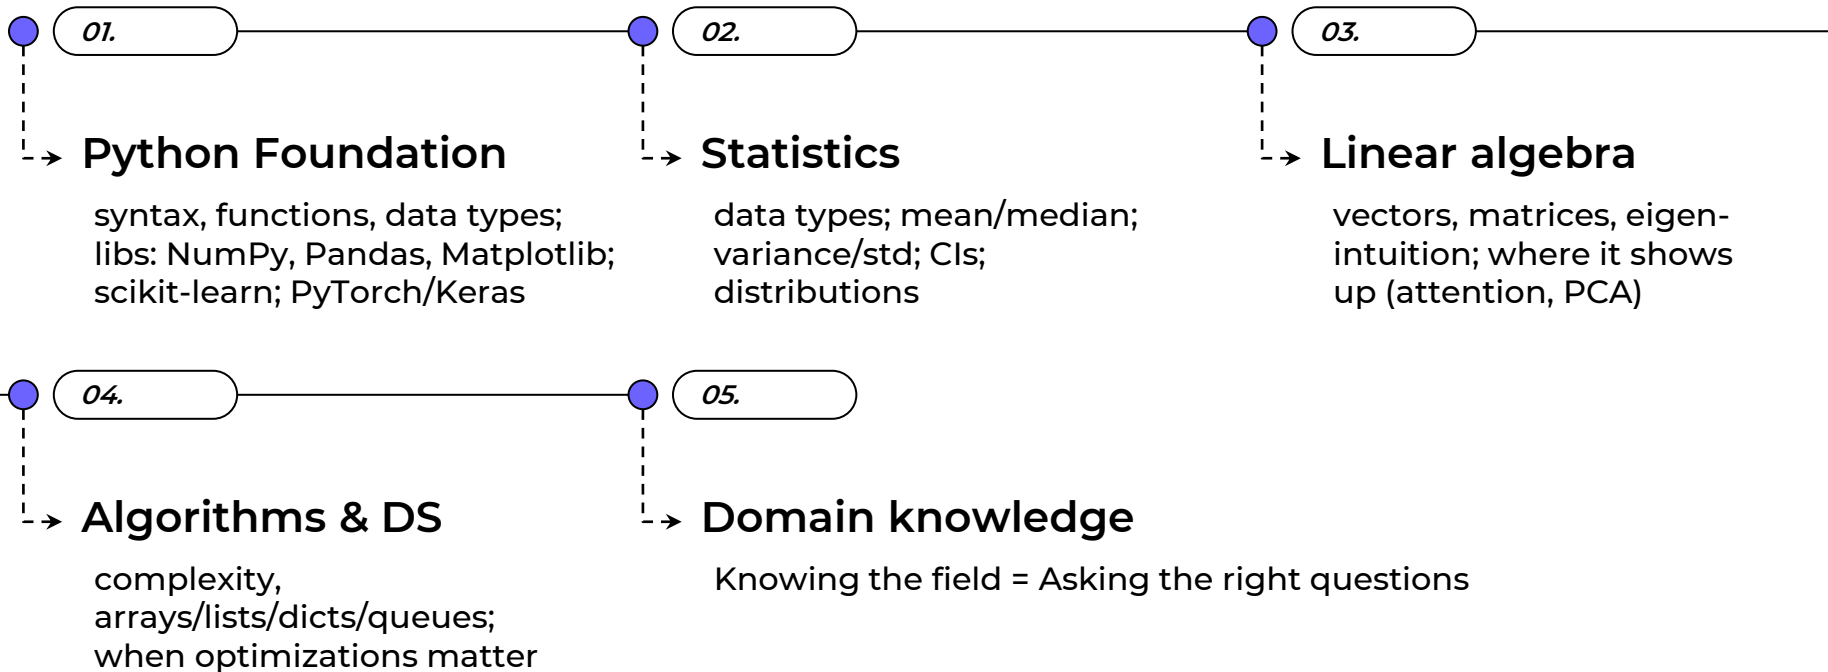 01.
Python Foundation
syntax, functions, data types;
libs: NumPy, Pandas, Matplotlib;
scikit-learn; PyTorch/Keras
02.
Statistics
data types; mean/median;
variance/std; CIs;
distributions
03.
Linear algebra
vectors, matrices, eigen-
intuition; where it shows
up (attention, PCA)
04.
Algorithms & DS
complexity,
arrays/lists/dicts/queues;
when optimizations matter
05.
Domain knowledge
Knowing the field = Asking the right questions